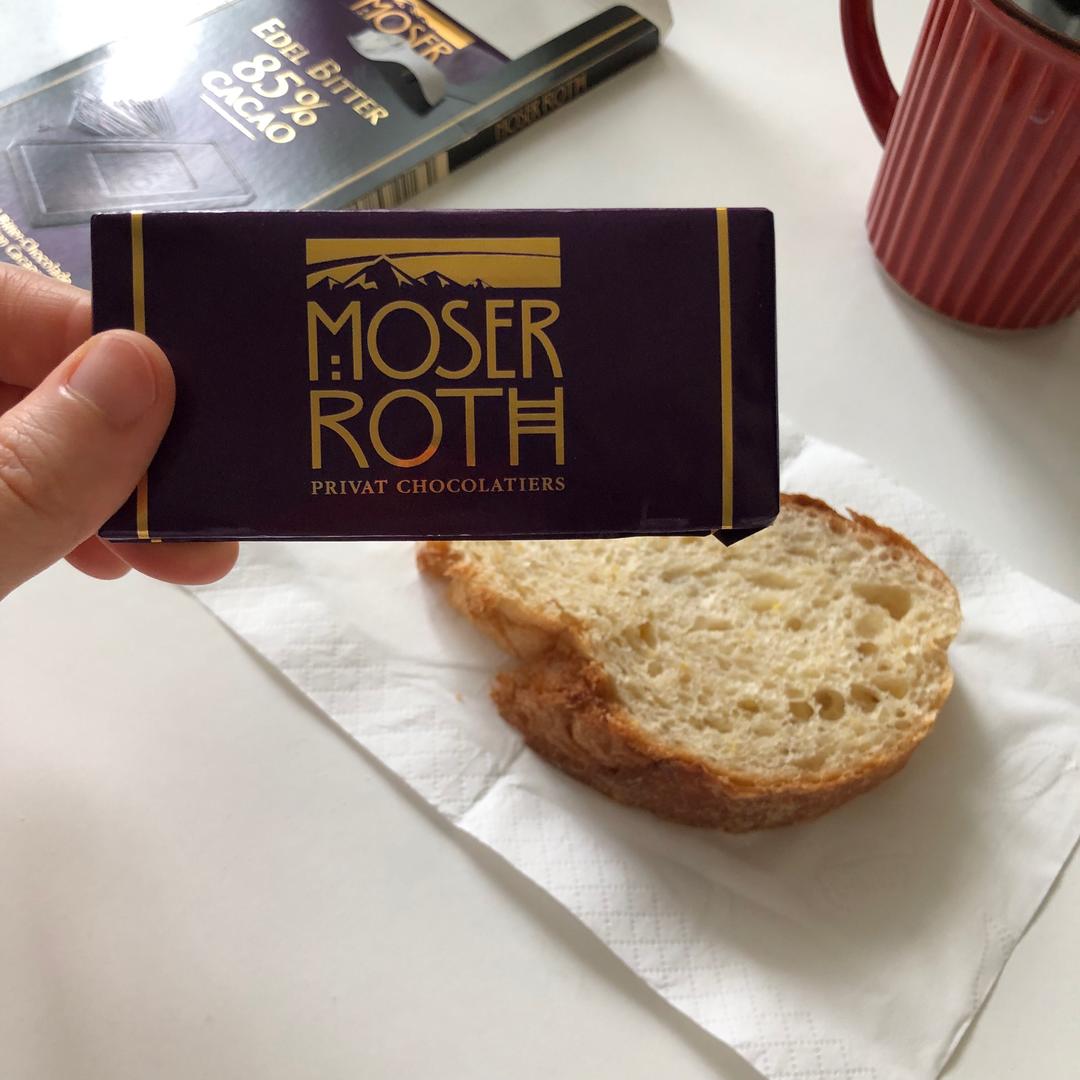 MOSER
EDEL BITTER
85%
CACAO
MOSER ROTH
MOSER
ROTH
PRIVAT CHOCOLATIERS